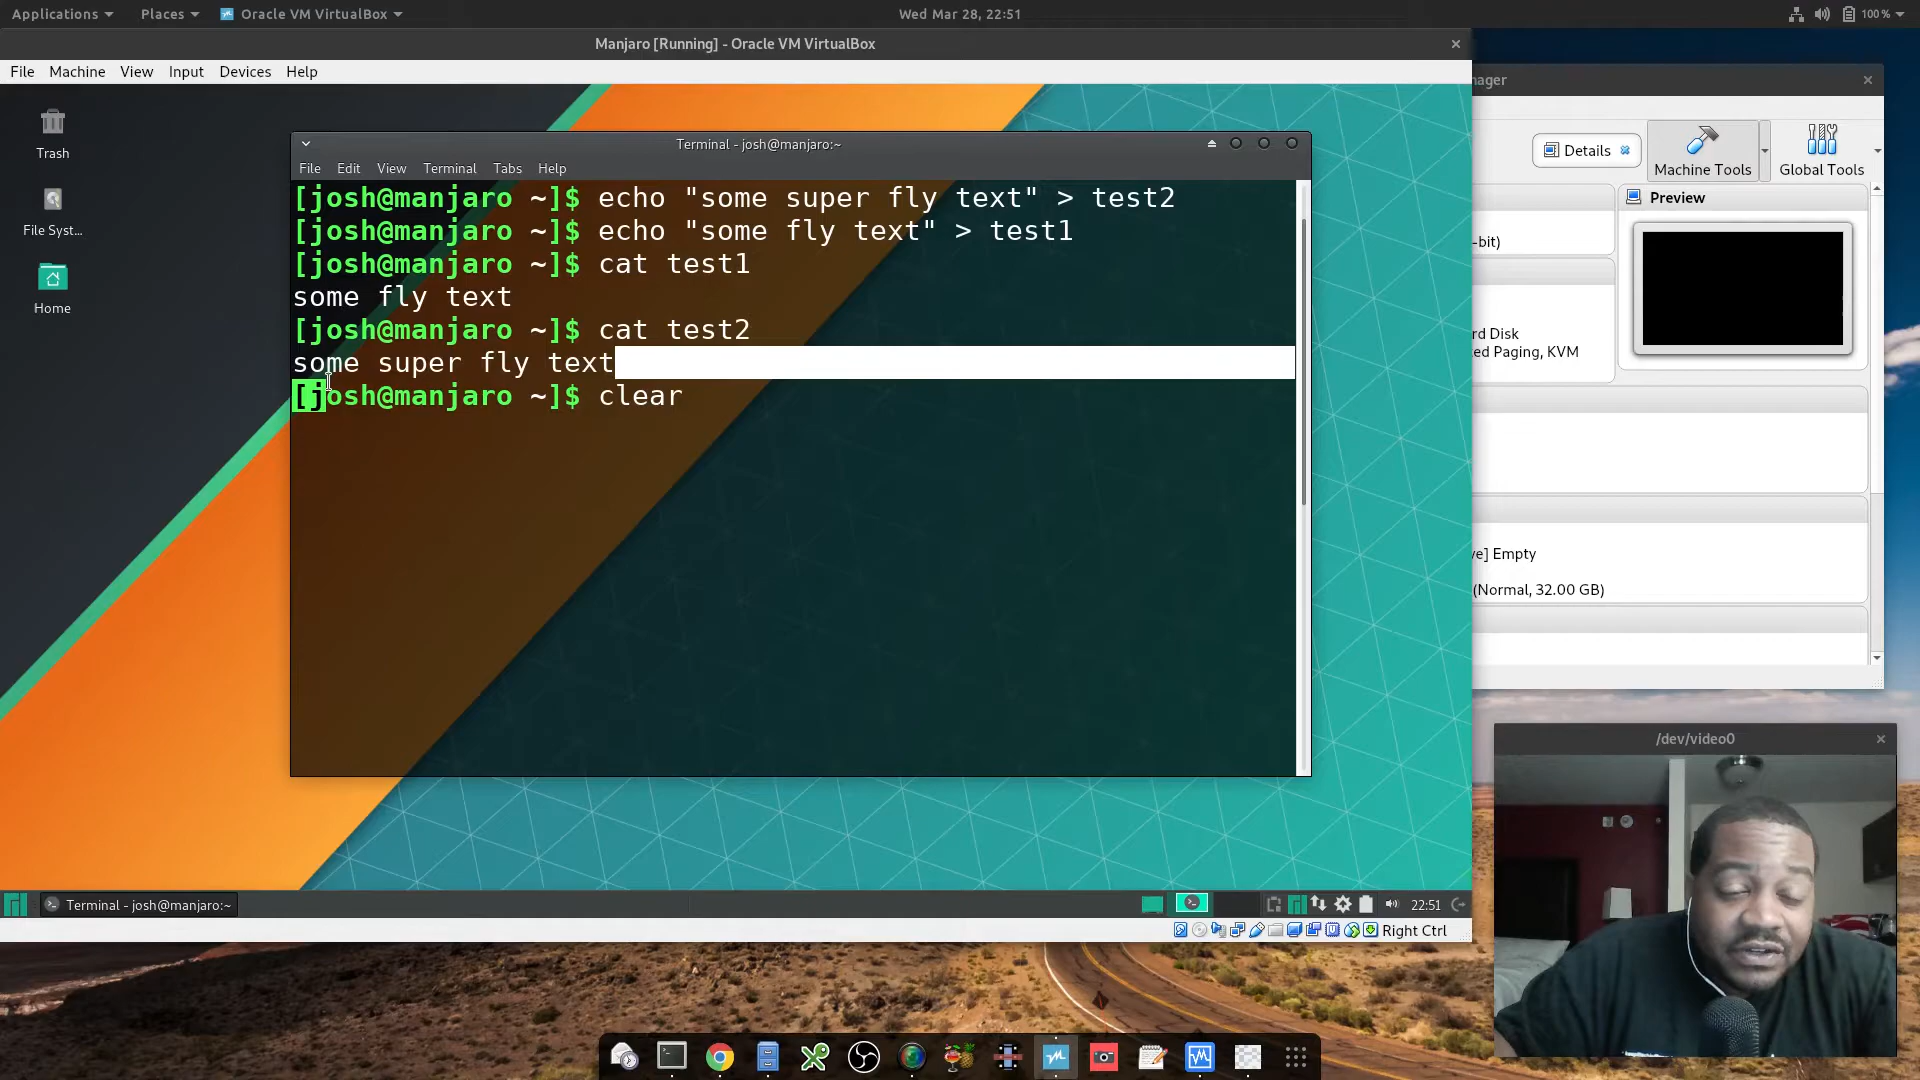 Applications
Places
Oracle VM VirtualBox
Wed Mar 28, 22:51
100%
Manjaro [Running] - Oracle VM VirtualBox
File Machine View Input Devices Help
nager
Trash
File Syst...
Home
Terminal - josh@manjaro:~
File Edit View Terminal Tabs Help
[josh@manjaro ~]$ echo "some super fly text" > test2
[josh@manjaro ~]$ echo "some fly text" > test1
[josh@manjaro ~]$ cat test1
some fly text
[josh@manjaro ~]$ cat test2
some super fly text
[josh@manjaro ~]$ clear
Details
Machine Tools
Global Tools
Preview
-bit)
rd Disk
ed Paging, KVM
ve] Empty
(Normal, 32.00 GB)
/dev/video0
Terminal - josh@manjaro:~
22:51
Right Ctrl